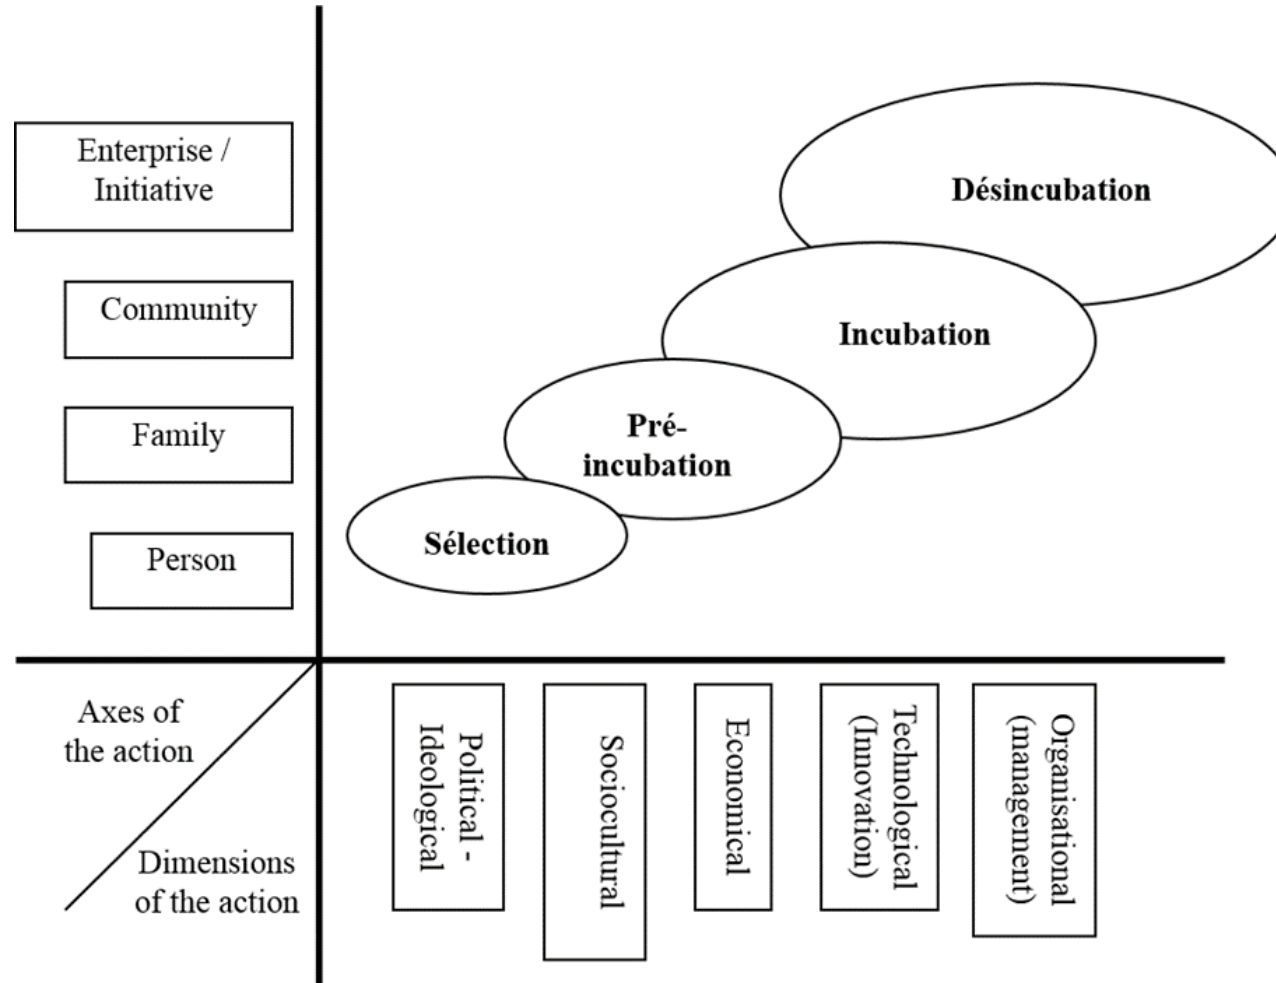 Enterprise /
Initiative
Désincubation
Community
Incubation
Family
Pré-
incubation
Person
Sélection
Axes of
the action
Dimensions
of the action
Political -
Ideological
Sociocultural
Economical
Technological
(Innovation)
Organisational
(management)